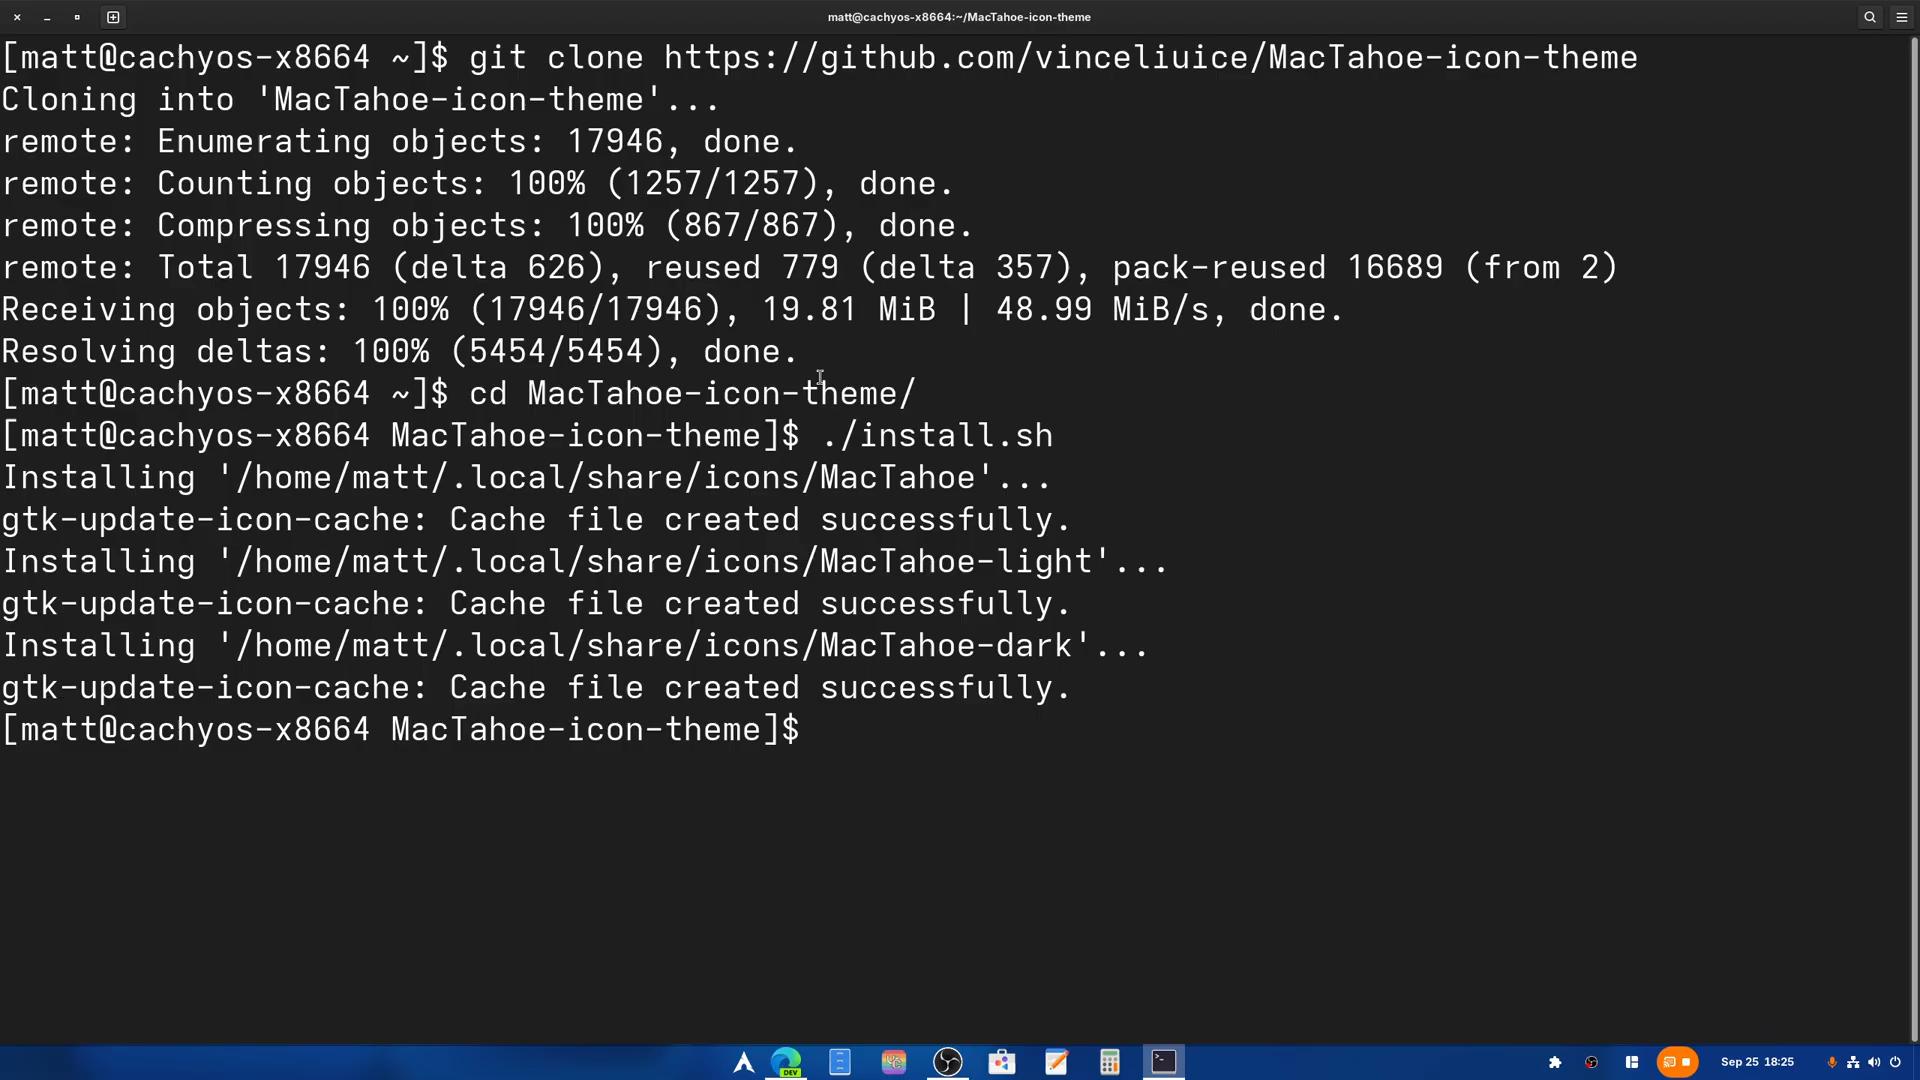 matt@cachyos-x8664:~/MacTahoe-icon-theme
[matt@cachyos-x8664 ~]$ git clone https://github.com/vinceliuice/MacTahoe-icon-theme
Cloning into 'MacTahoe-icon-theme'...
remote: Enumerating objects: 17946, done.
remote: Counting objects: 100% (1257/1257), done.
remote: Compressing objects: 100% (867/867), done.
remote: Total 17946 (delta 626), reused 779 (delta 357), pack-reused 16689 (from 2)
Receiving objects: 100% (17946/17946), 19.81 MiB | 48.99 MiB/s, done.
Resolving deltas: 100% (5454/5454), done.
[matt@cachyos-x8664 ~]$ cd MacTahoe-icon-theme/
[matt@cachyos-x8664 MacTahoe-icon-theme]$ ./install.sh
Installing '/home/matt/.local/share/icons/MacTahoe'...
gtk-update-icon-cache: Cache file created successfully.
Installing '/home/matt/.local/share/icons/MacTahoe-light'...
gtk-update-icon-cache: Cache file created successfully.
Installing '/home/matt/.local/share/icons/MacTahoe-dark'...
gtk-update-icon-cache: Cache file created successfully.
[matt@cachyos-x8664 MacTahoe-icon-theme]$
DEV
Sep 25 18:25